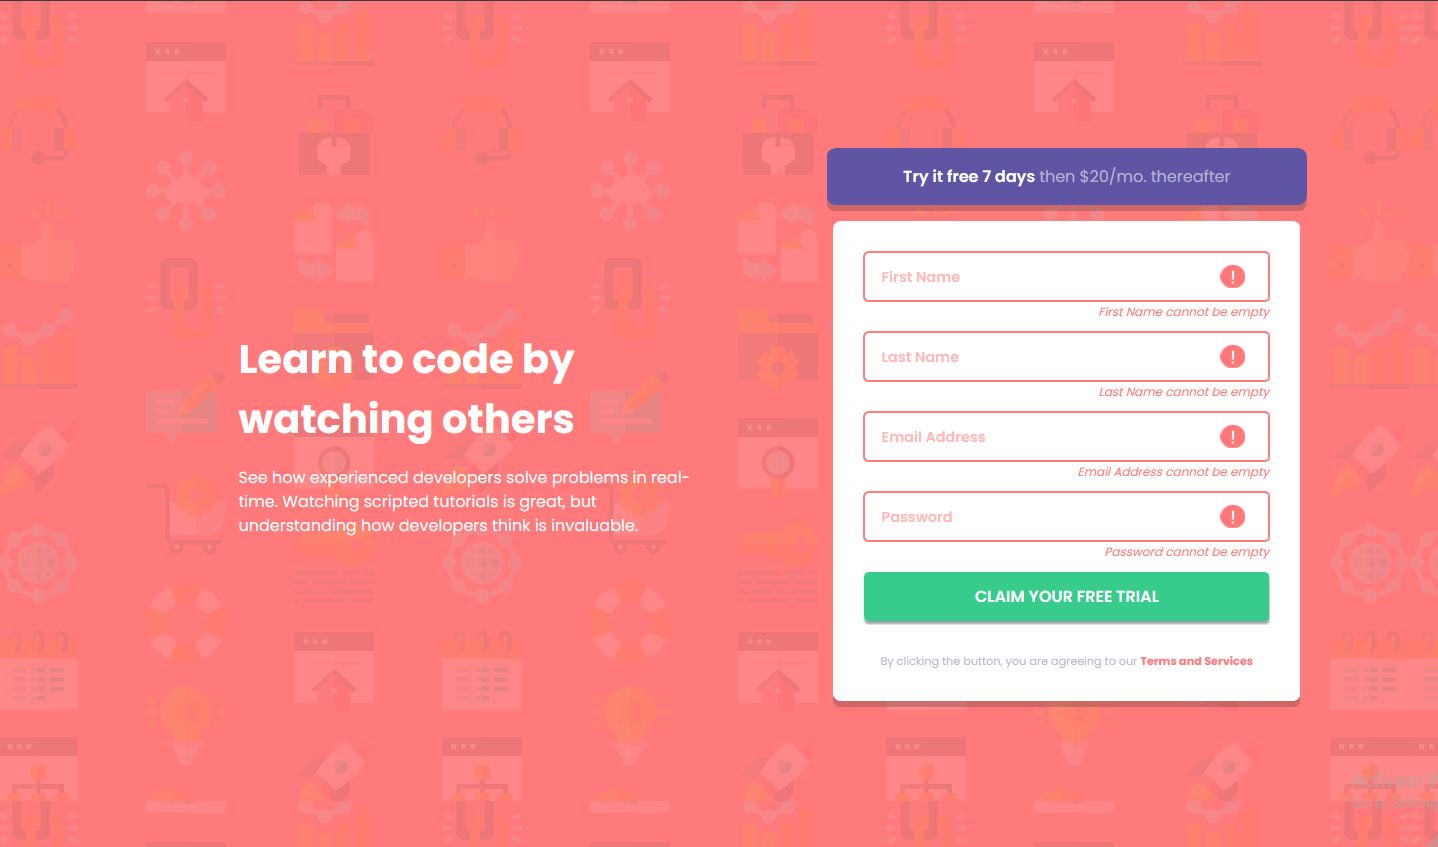 Try it free 7 days then $20/mo. thereafter
Learn to code by
watching others
See how experienced developers solve problems in real-
time. Watching scripted tutorials is great, but
understanding how developers think is invaluable.
First Name
!
First Name cannot be empty
Last Name
!
Last Name cannot be empty
Email Address
!
Email Address cannot be empty
Password
!
Password cannot be empty
CLAIM YOUR FREE TRIAL
By clicking the button, you are agreeing to our Terms and Services
Activate